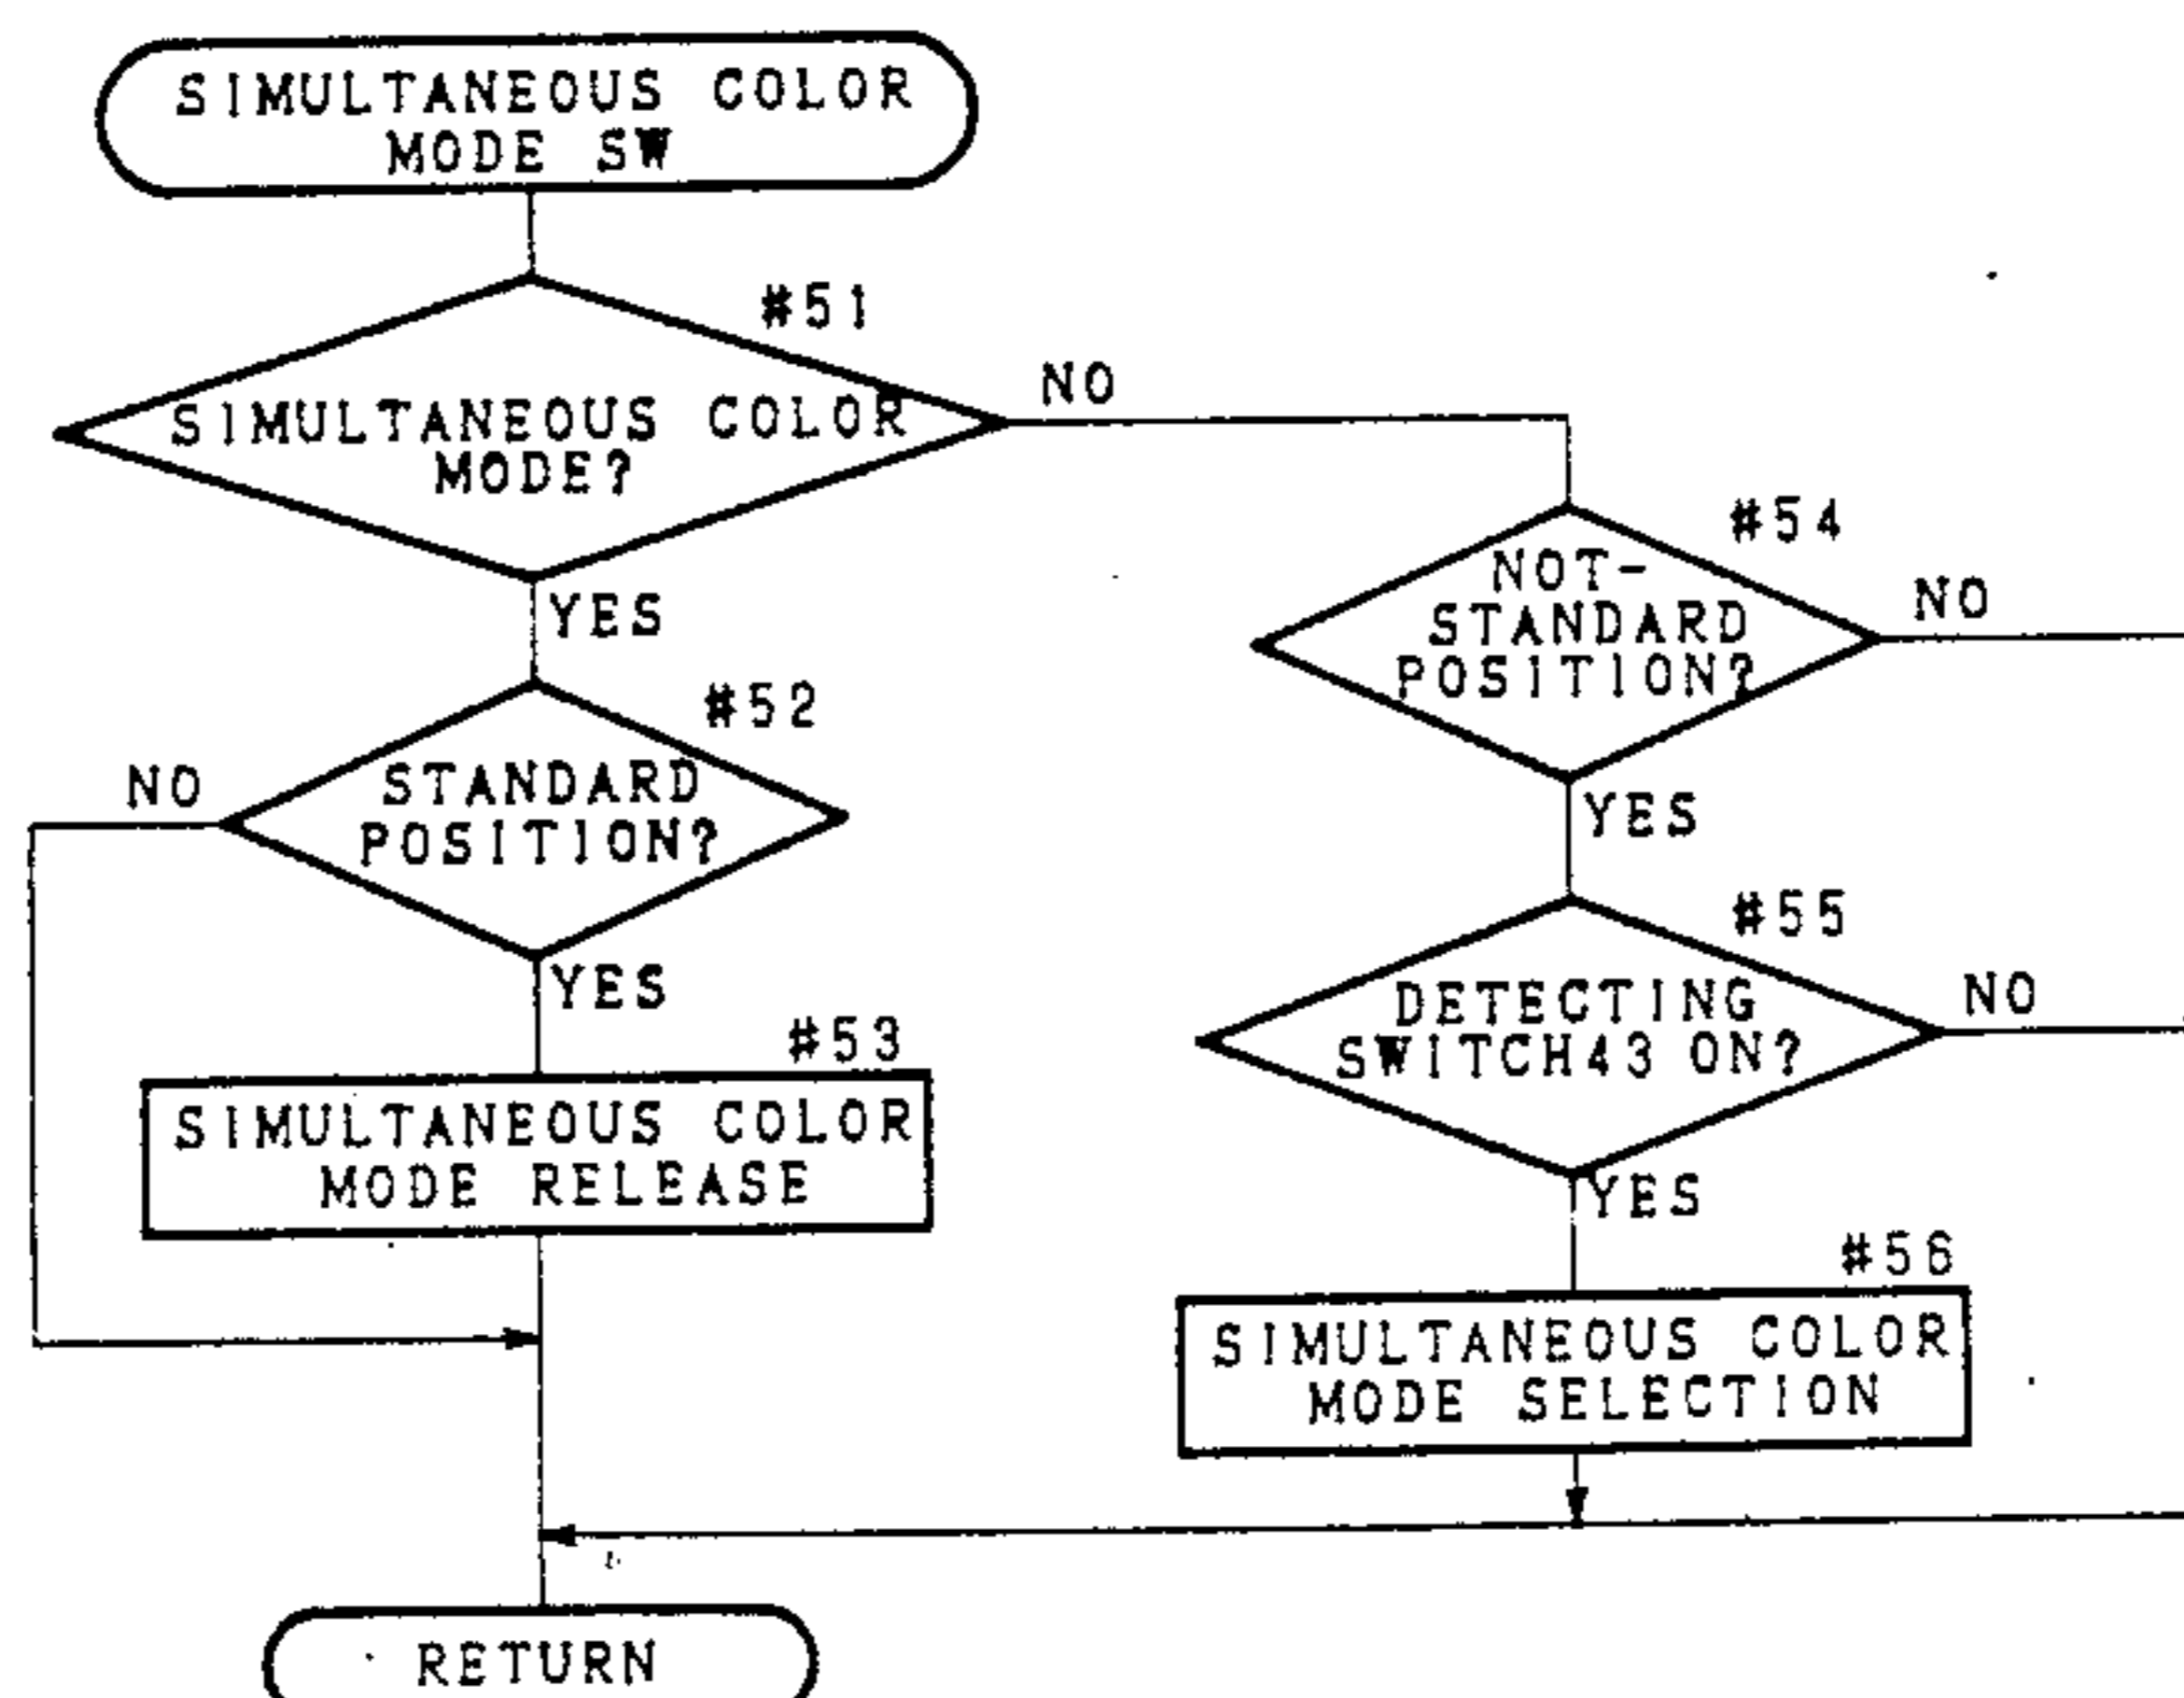 SIMULTANEOUS COLOR
MODE SW
#51
SIMULTANEOUS COLOR
MODE?
NO
YES
#52
STANDARD
POSITION?
NO
YES
#53
SIMULTANEOUS COLOR
MODE RELEASE
#54
NOT-
STANDARD
POSITION?
NO
YES
#55
DETECTING
SWITCH43 ON?
NO
YES
#56
SIMULTANEOUS COLOR
MODE SELECTION
RETURN